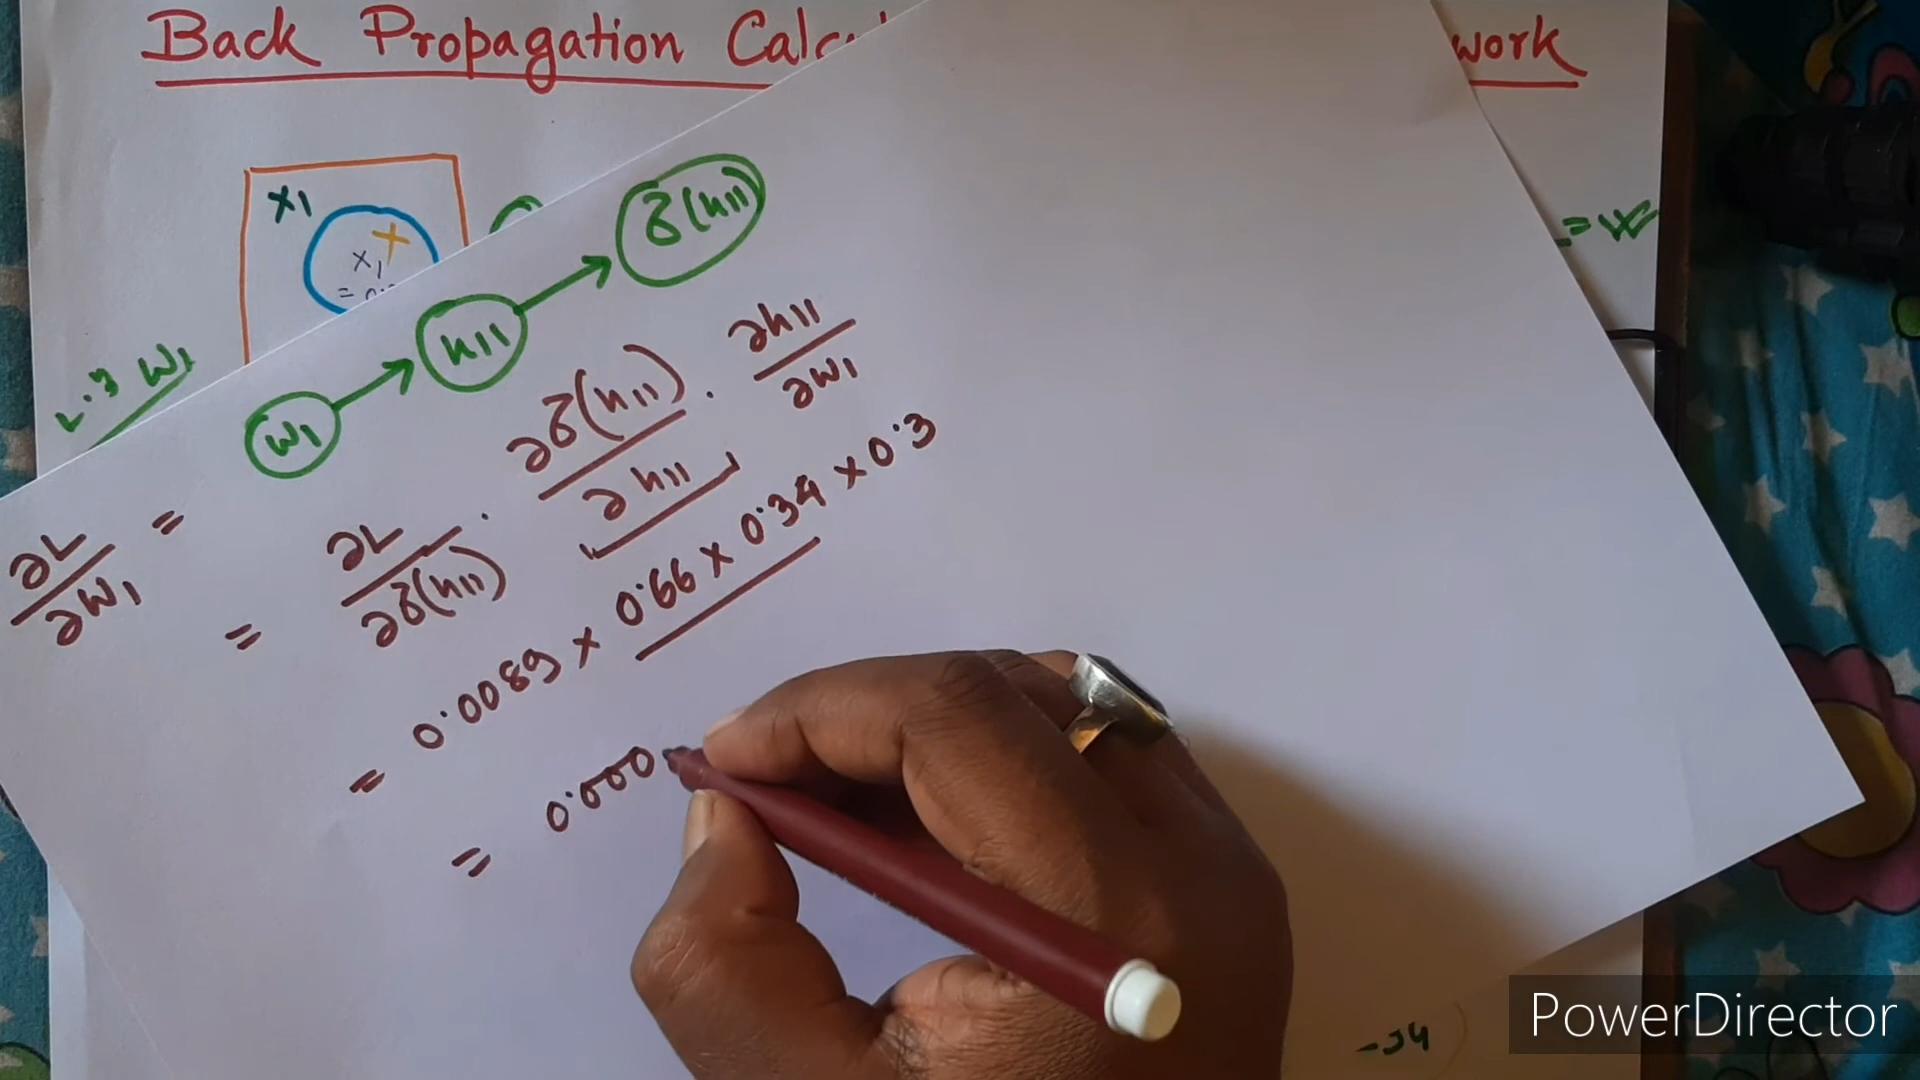 Back Propagation Calc work
x1
x1
=
= W
w.r.t w1
w1 → h11 → σ(h11)
∂L/∂w1 =
= ∂L/∂σ(h11) · ∂σ(h11)/∂h11 · ∂h11/∂w1
= 0.0089 × 0.66 × 0.34 × 0.3
= 0.000
PowerDirector